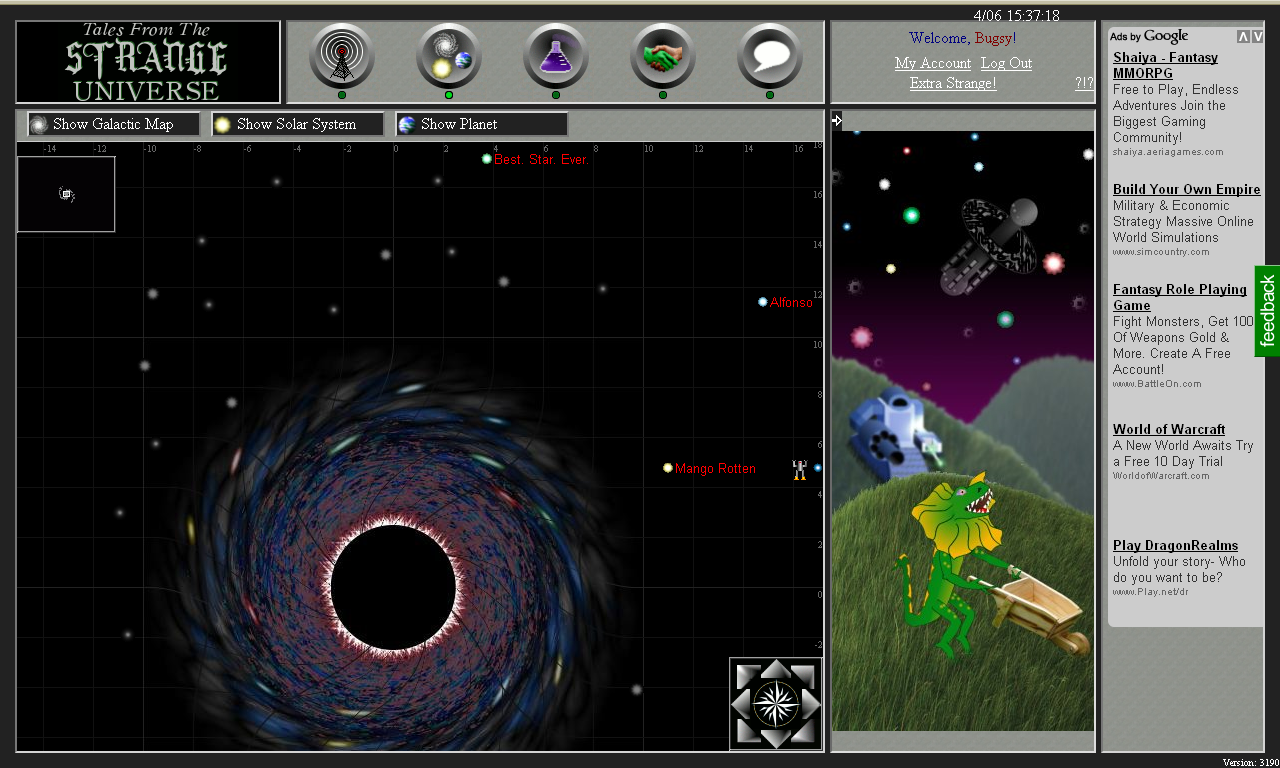 4/06 15:37:18
Tales From The
STRANGE
UNIVERSE
Welcome, Bugsy!
My Account Log Out
Extra Strange!
?!?
Show Galactic Map
Show Solar System
Show Planet
-14 -12 -10 -8 -6 -4 -2 0 2 4 6 8 10 12 14 16
18
16
14
12
10
8
6
4
2
0
-2
Best. Star. Ever.
Alfonso
Mango Rotten
Ads by Google
Shaiya - Fantasy
MMORPG
Free to Play, Endless
Adventures Join the
Biggest Gaming
Community!
shaiya.aeriagames.com
Build Your Own Empire
Military & Economic
Strategy Massive Online
World Simulations
www.simcountry.com
Fantasy Role Playing
Game
Fight Monsters, Get 100
Of Weapons Gold &
More. Create A Free
Account!
www.BattleOn.com
World of Warcraft
A New World Awaits Try
a Free 10 Day Trial
WorldofWarcraft.com
Play DragonRealms
Unfold your story- Who
do you want to be?
www.Play.net/dr
feedback
Version: 3190